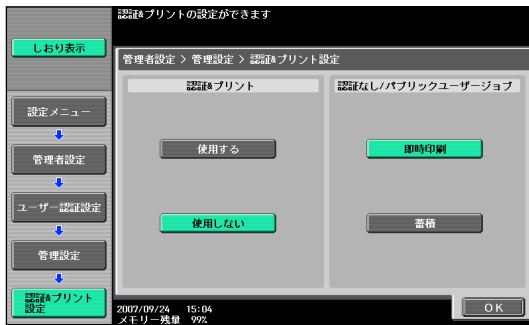 認証&プリントの設定ができます
しおり表示
管理者設定 > 管理設定 > 認証&プリント設定
認証&プリント
認証なし/パブリックユーザージョブ
設定メニュー
使用する
即時印刷
管理者設定
ユーザー認証設定
使用しない
蓄積
管理設定
認証&プリント
設定
2007/09/24 15:04
メモリー残量 99%
OK